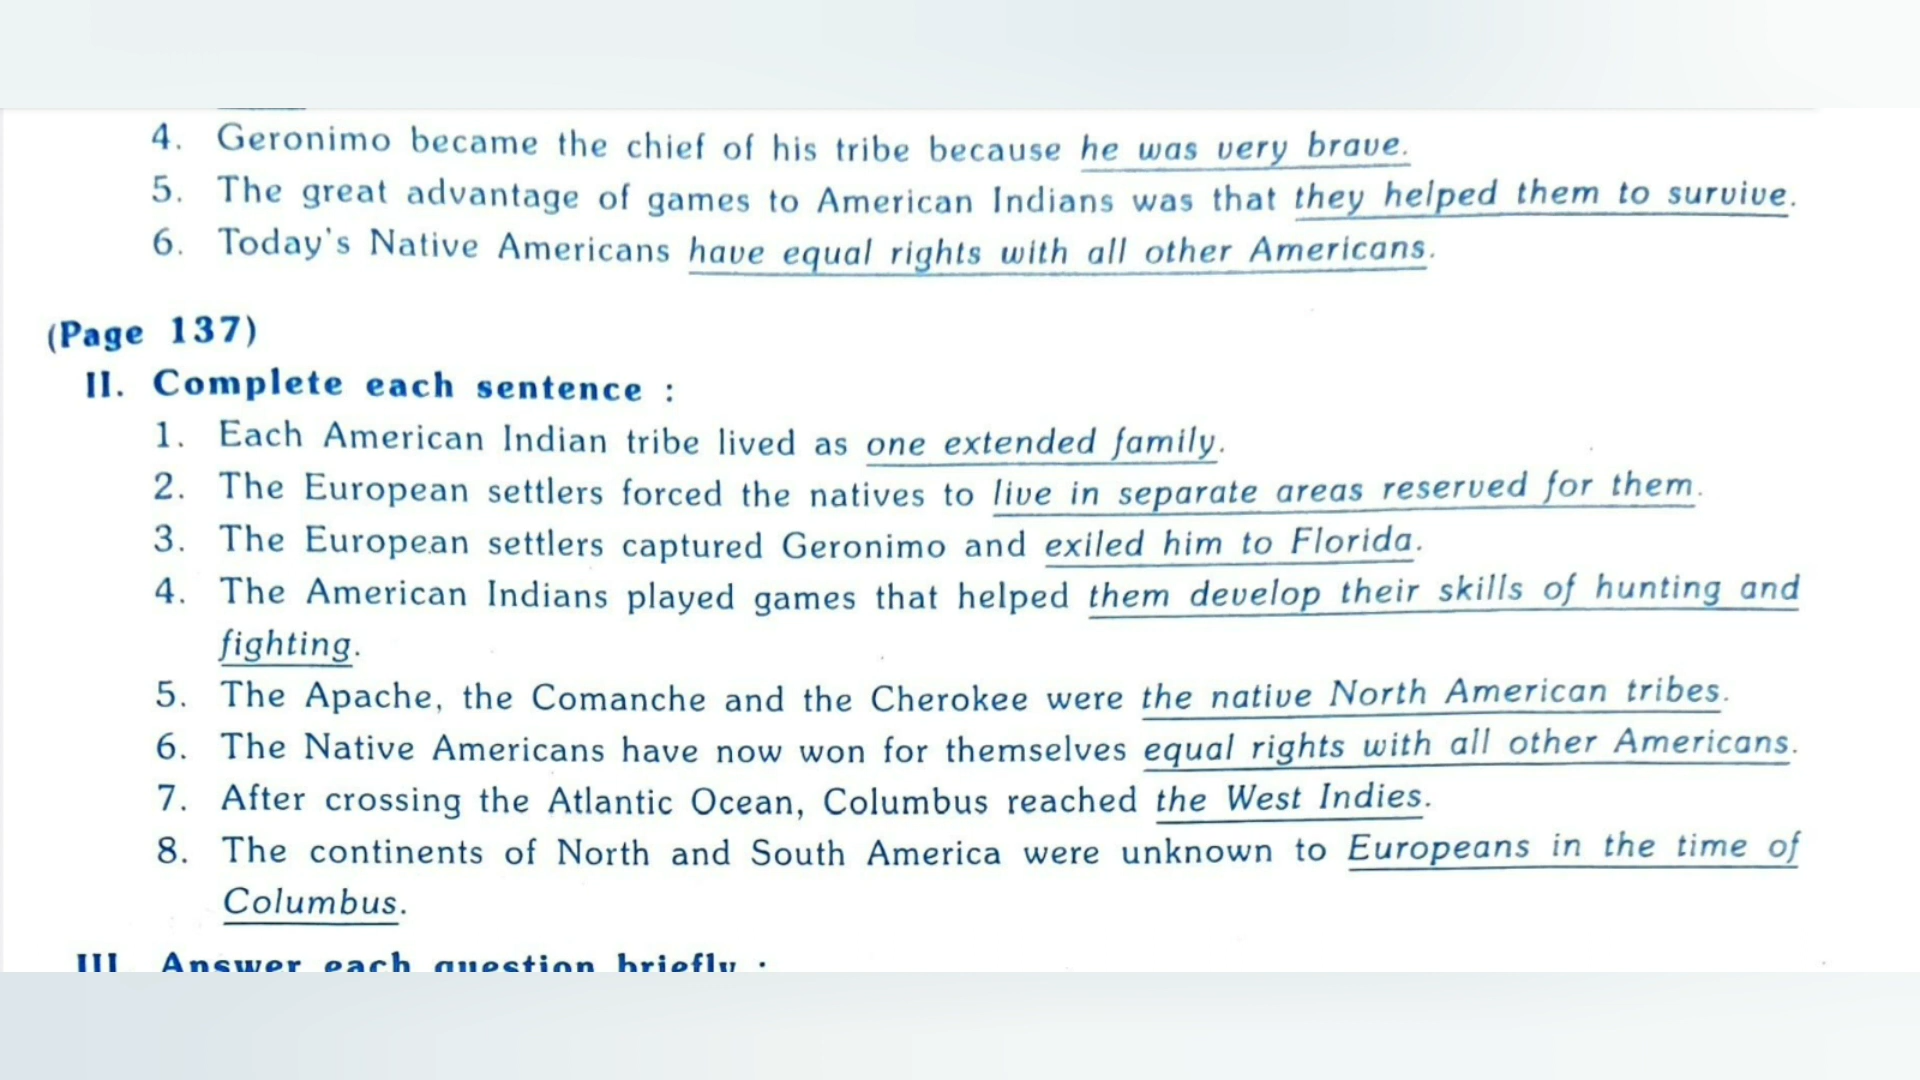 4. Geronimo became the chief of his tribe because he was very brave.
5. The great advantage of games to American Indians was that they helped them to survive.
6. Today's Native Americans have equal rights with all other Americans.
(Page 137)
II. Complete each sentence :
1. Each American Indian tribe lived as one extended family.
2. The European settlers forced the natives to live in separate areas reserved for them.
3. The European settlers captured Geronimo and exiled him to Florida.
4. The American Indians played games that helped them develop their skills of hunting and
fighting.
5. The Apache, the Comanche and the Cherokee were the native North American tribes.
6. The Native Americans have now won for themselves equal rights with all other Americans.
7. After crossing the Atlantic Ocean, Columbus reached the West Indies.
8. The continents of North and South America were unknown to Europeans in the time of
Columbus.
III. Answer each question briefly :